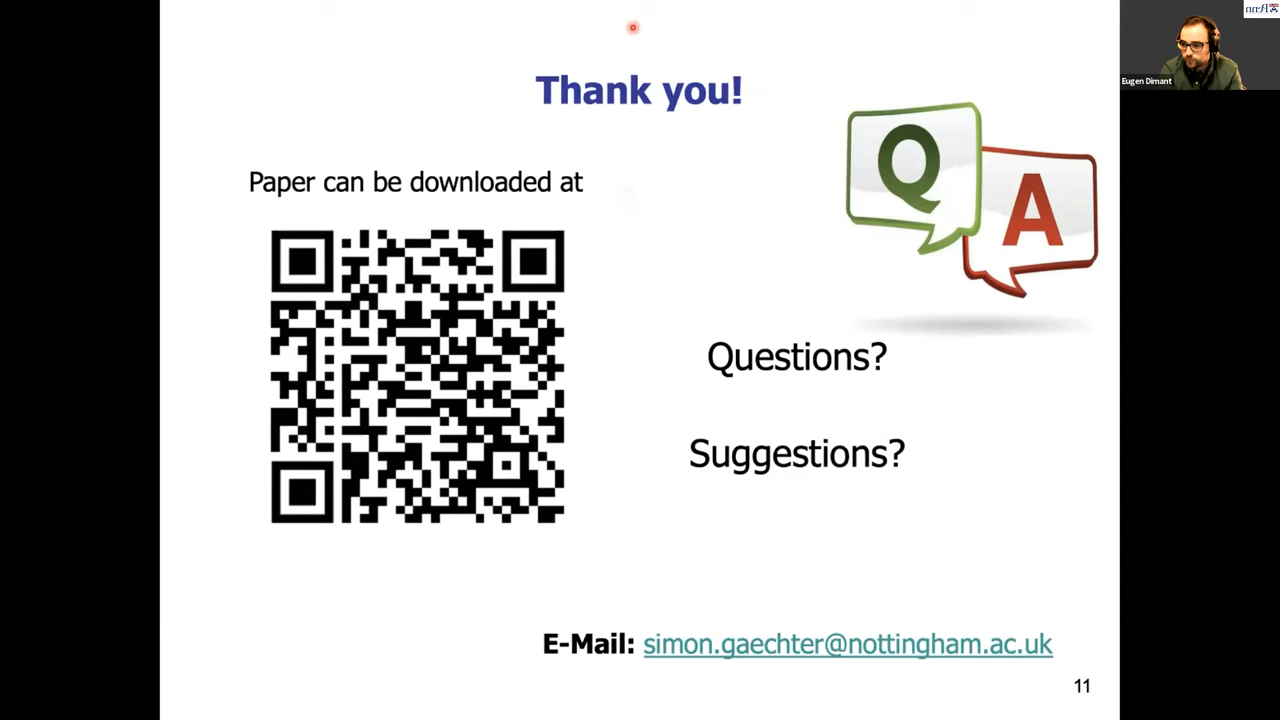 Thank you!
Paper can be downloaded at
Q
A
Questions?
Suggestions?
E-Mail: simon.gaechter@nottingham.ac.uk
11
Eugen Dimant